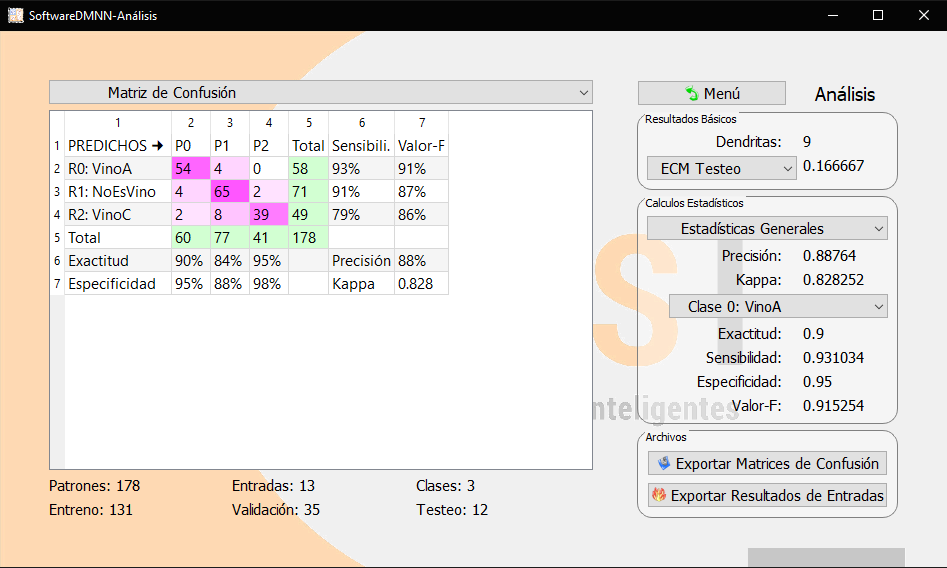 SoftwareDMNN-Análisis
Matriz de Confusión
1 2 3 4 5 6 7
1 PREDICHOS ➔ P0 P1 P2 Total Sensibili. Valor-F
2 R0: VinoA 54 4 0 58 93% 91%
3 R1: NoEsVino 4 65 2 71 91% 87%
4 R2: VinoC 2 8 39 49 79% 86%
5 Total 60 77 41 178
6 Exactitud 90% 84% 95% Precisión 88%
7 Especificidad 95% 88% 98% Kappa 0.828
Patrones: 178 Entradas: 13 Clases: 3
Entreno: 131 Validación: 35 Testeo: 12
Menú Análisis
Resultados Básicos
Dendritas: 9
ECM Testeo 0.166667
Calculos Estadísticos
Estadísticas Generales
Precisión: 0.88764
Kappa: 0.828252
Clase 0: VinoA
Exactitud: 0.9
Sensibilidad: 0.931034
Especificidad: 0.95
Valor-F: 0.915254
Archivos
Exportar Matrices de Confusión
Exportar Resultados de Entradas
S
nteligentes